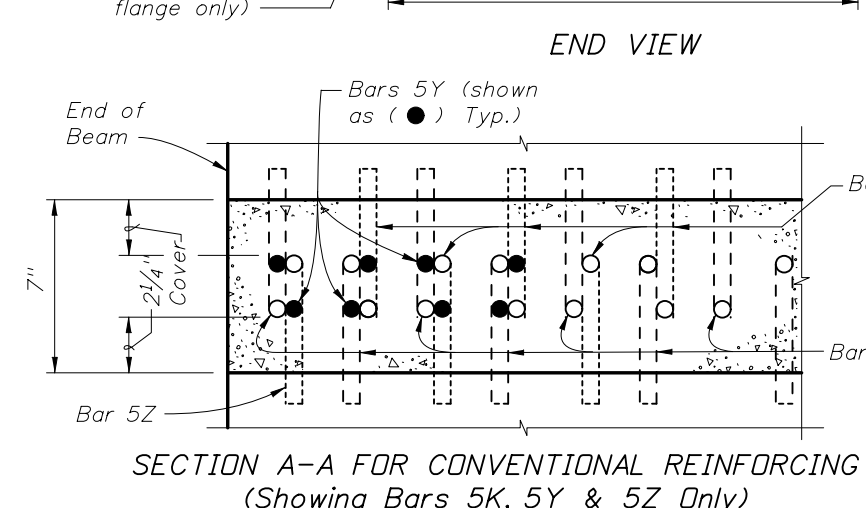 flange only)
END VIEW
Bars 5Y (shown
as ( ● ) Typ.)
End of
Beam
7"
2¼"
Cover
Bar 5Z
Bar
SECTION A-A FOR CONVENTIONAL REINFORCING
(Showing Bars 5K, 5Y & 5Z Only)